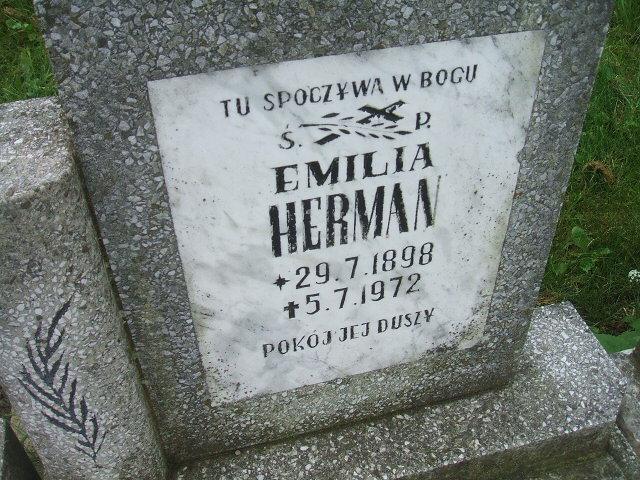 TU SPOCZYWA W BOGU
Ś. P.
EMILIA
HERMAN
* 29.7.1898
† 5.7.1972
POKÓJ JEJ DUSZY